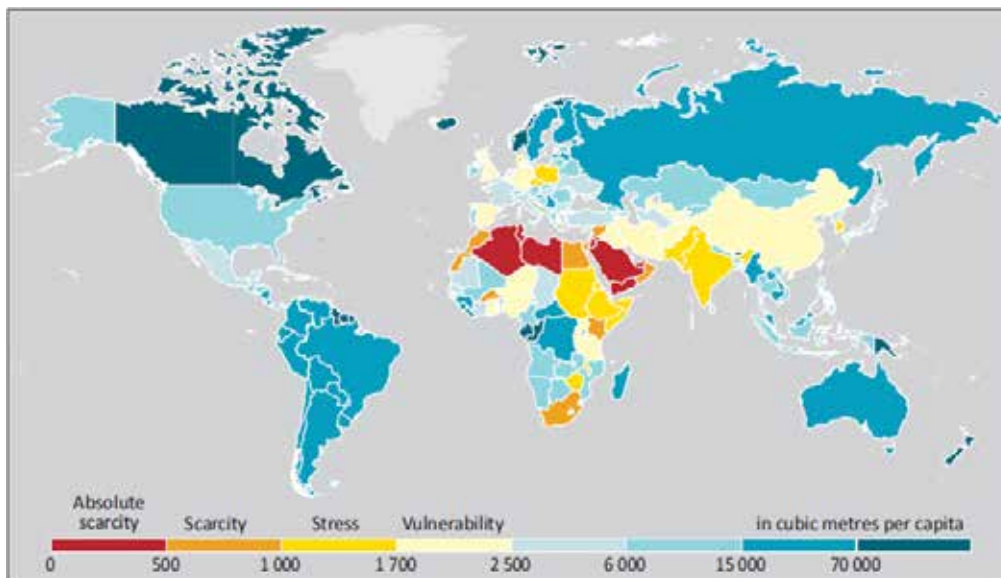 Absolute
scarcity Scarcity Stress Vulnerability in cubic metres per capita
0 500 1 000 1 700 2 500 6 000 15 000 70 000